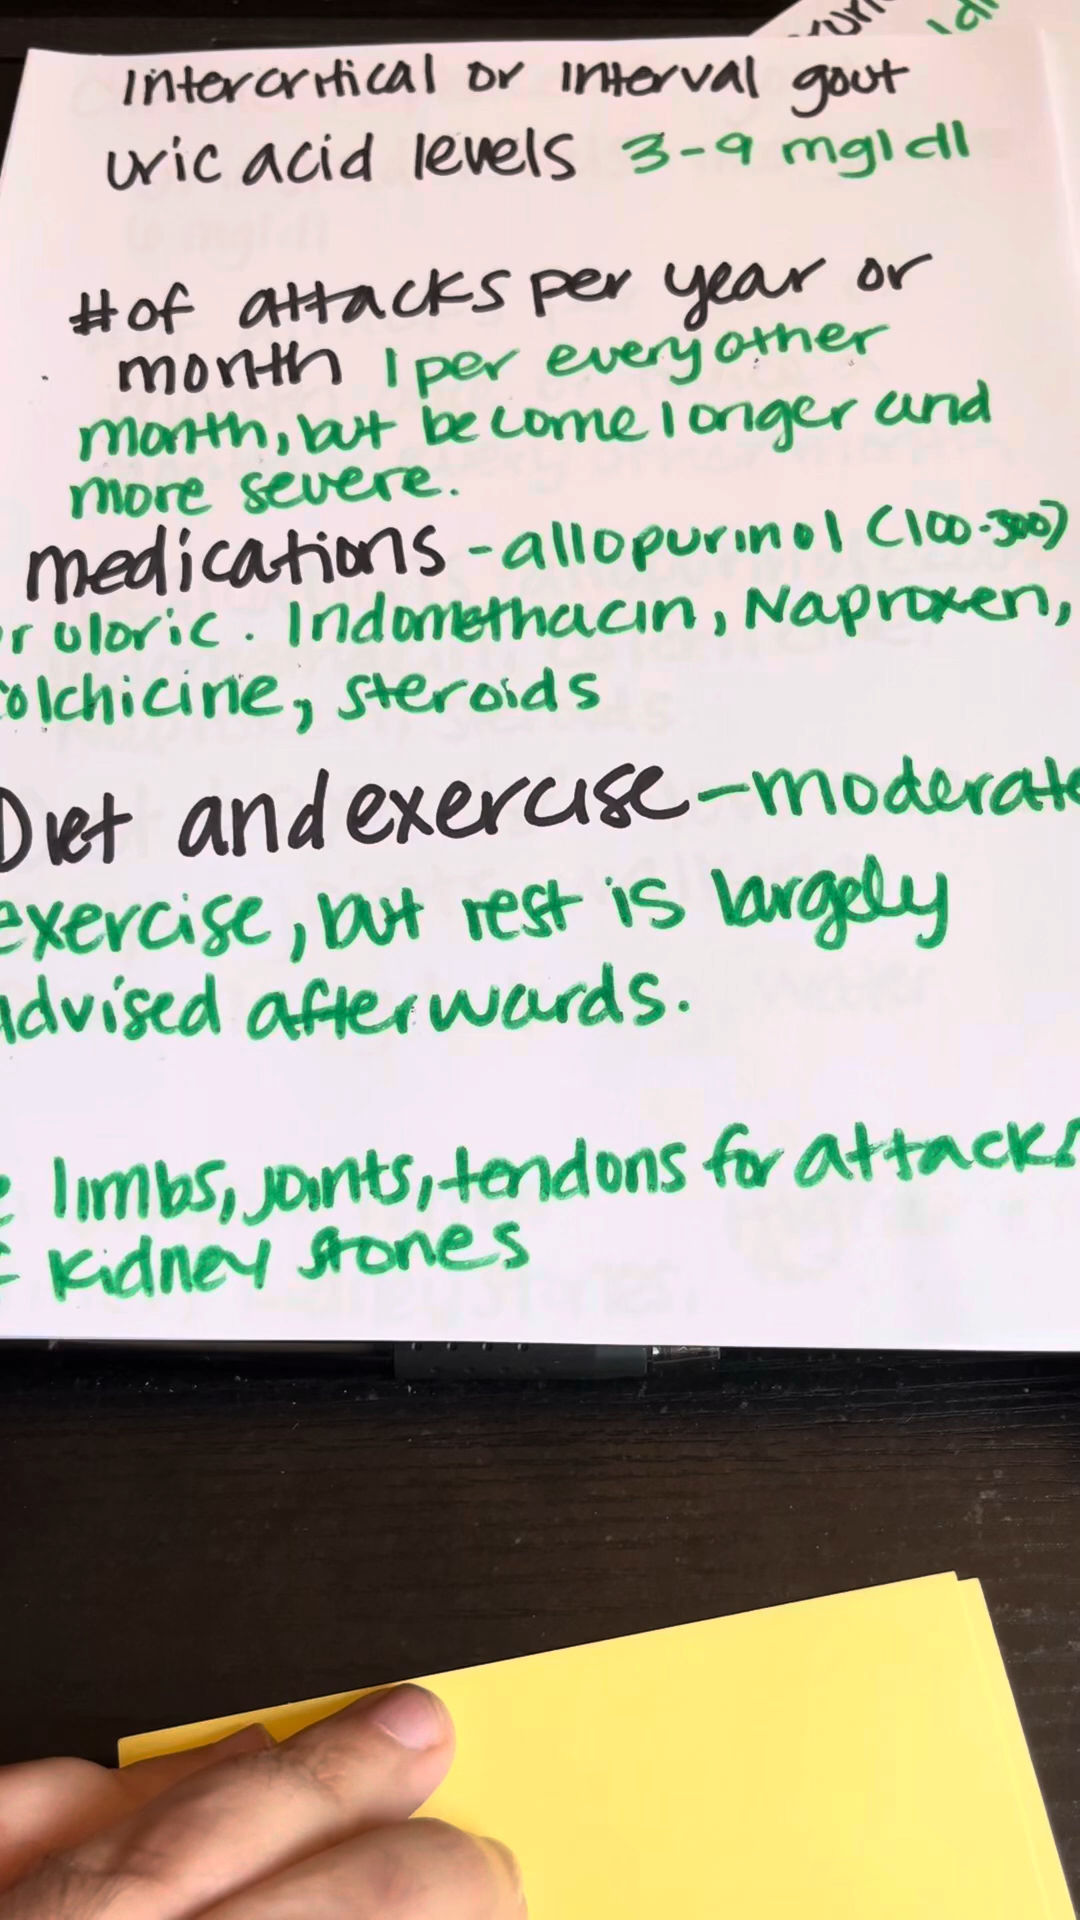 Intercritical or Interval gout
uric acid levels 3-9 mg/dl
# of attacks per year or
month 1 per every other
month, but become longer and
more severe.
medications - allopurinol (100-300)
r uloric. Indomethacin, Naproxen,
olchicine, steroids
Diet and exercise - moderate
exercise, but rest is largely
advised afterwards.
limbs, joints, tendons for attacks
kidney stones